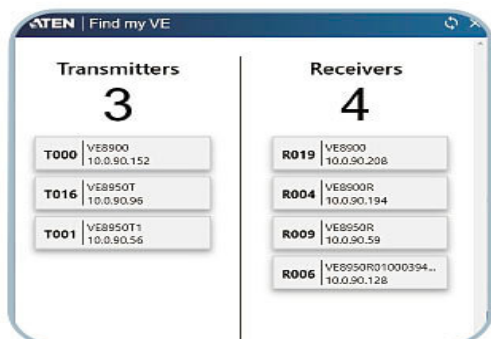 ATEN | Find my VE
Transmitters
3
T000 VE8900
10.0.90.152
T016 VE8950T
10.0.90.96
T001 VE8950T1
10.0.90.56
Receivers
4
R019 VE8900
10.0.90.208
R004 VE8900R
10.0.90.194
R009 VE8950R
10.0.90.59
R006 VE8950R01000394...
10.0.90.128